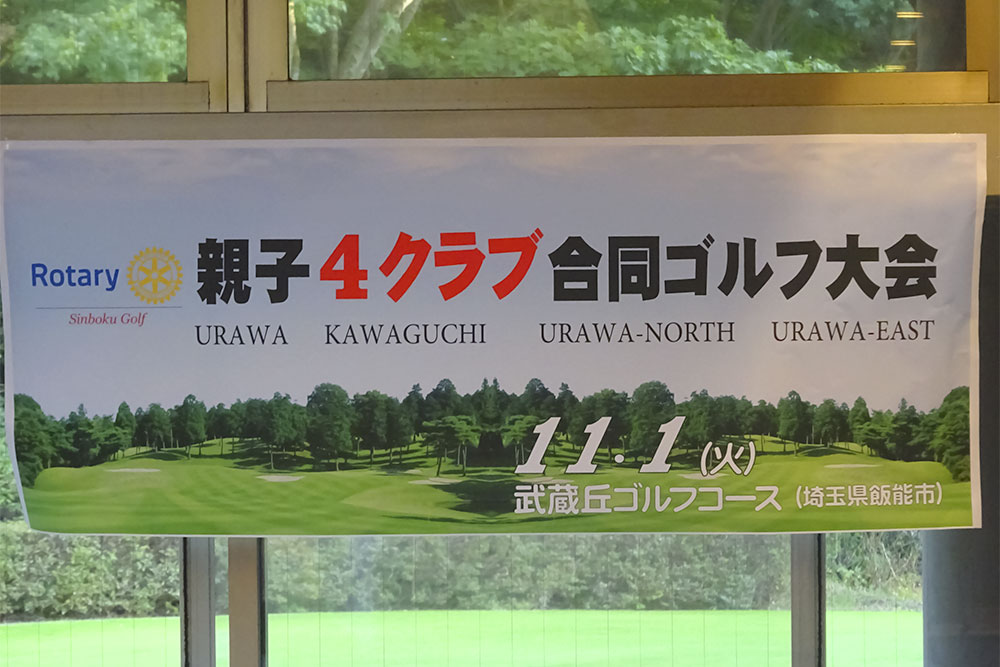 Rotary
Sinboku Golf
親子4クラブ合同ゴルフ大会
URAWA KAWAGUCHI URAWA-NORTH URAWA-EAST
11.1(火)
武蔵丘ゴルフコース(埼玉県飯能市)